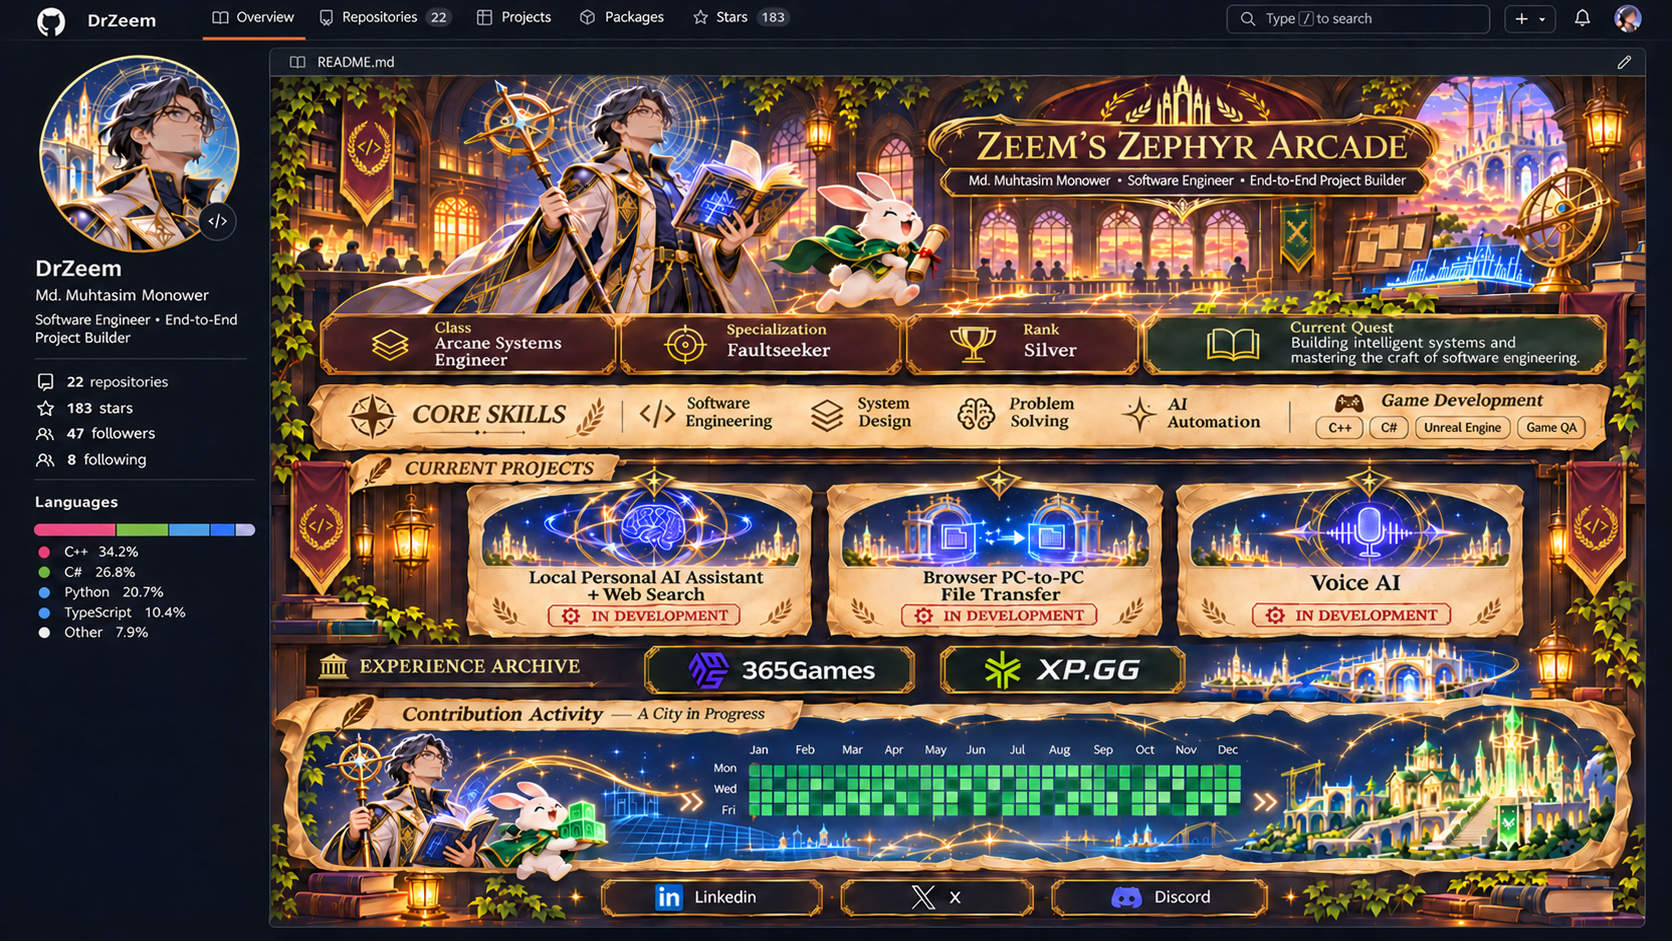 DrZeem
Overview
Repositories 22
Projects
Packages
Stars 183
Type / to search
README.md
DrZeem
Md. Muhtasim Monower
Software Engineer • End-to-End
Project Builder
22 repositories
183 stars
47 followers
8 following
Languages
C++ 34.2%
C# 26.8%
Python 20.7%
TypeScript 10.4%
Other 7.9%
ZEEM'S ZEPHYR ARCADE
Md. Muhtasim Monower • Software Engineer • End-to-End Project Builder
Class
Arcane Systems
Engineer
Specialization
Faultseeker
Rank
Silver
Current Quest
Building intelligent systems and
mastering the craft of software engineering.
CORE SKILLS
Software
Engineering
System
Design
Problem
Solving
AI
Automation
Game Development
C++
C#
Unreal Engine
Game QA
CURRENT PROJECTS
Local Personal AI Assistant
+ Web Search
IN DEVELOPMENT
Browser PC-to-PC
File Transfer
IN DEVELOPMENT
Voice AI
IN DEVELOPMENT
EXPERIENCE ARCHIVE
365Games
XP.GG
Contribution Activity — A City in Progress
Jan Feb Mar Apr May Jun Jul Aug Sep Oct Nov Dec
Mon
Wed
Fri
Linkedin
X
Discord